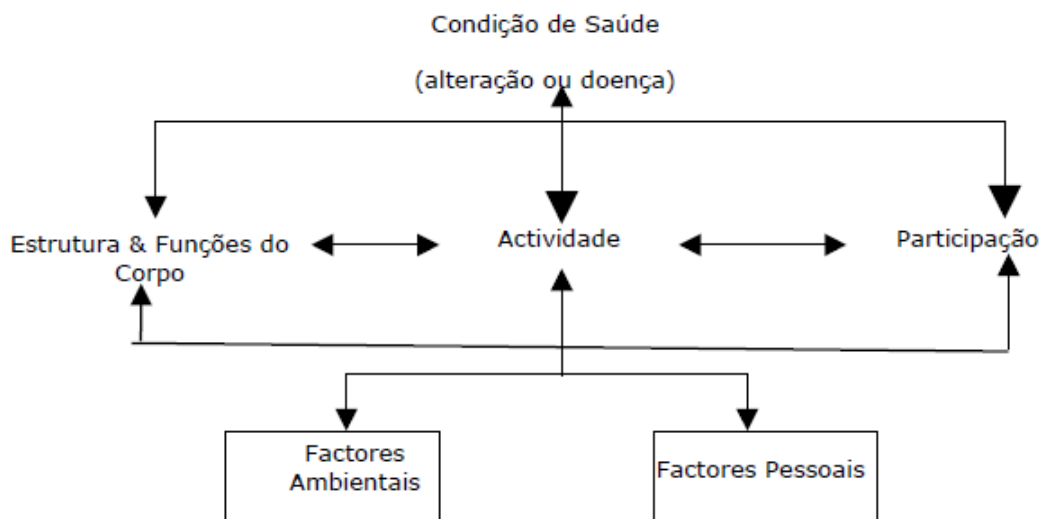 Condição de Saúde
(alteração ou doença)
Estrutura & Funções do
Corpo
Actividade
Participação
Factores
Ambientais
Factores Pessoais